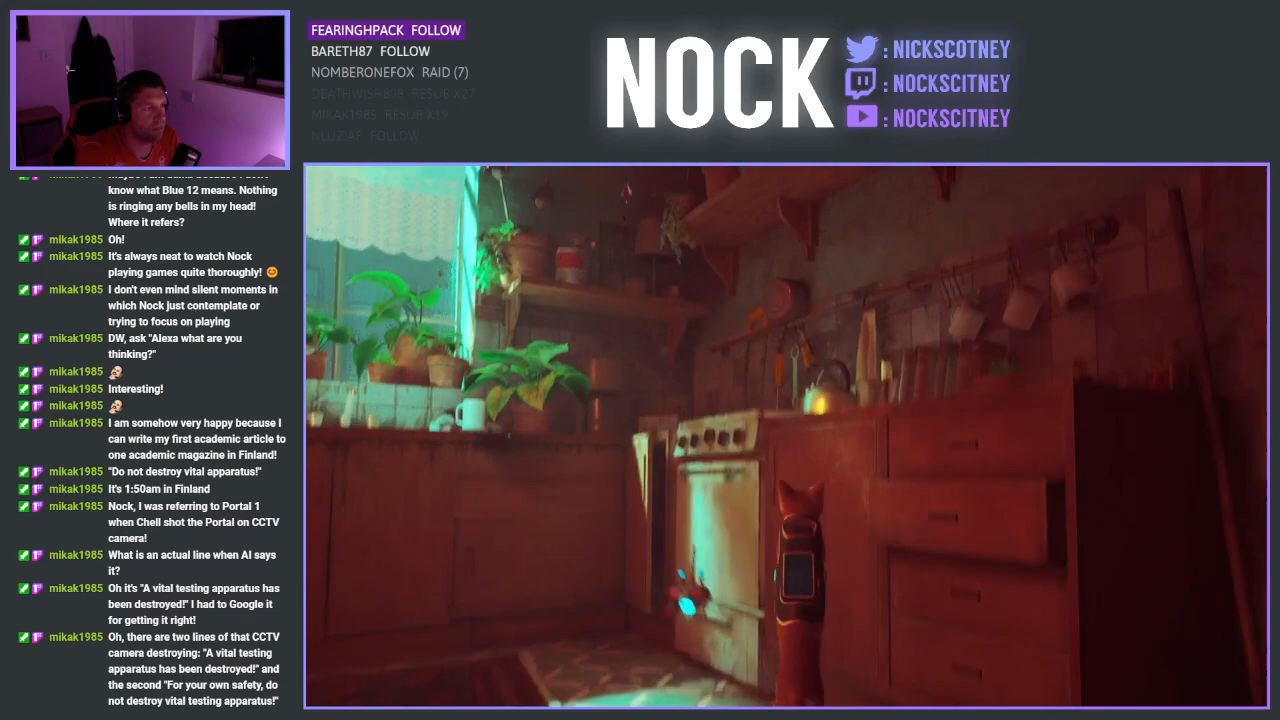 FEARINGHPACK FOLLOW
BARETH87 FOLLOW
NOMBERONEFOX RAID (7)
DEATHWISH808 RESUB X27
MIKAK1985 RESUB X19
NLUZIAF FOLLOW
NOCK
: NICKSCOTNEY
: NOCKSCITNEY
: NOCKSCITNEY
know what Blue 12 means. Nothing
is ringing any bells in my head!
Where it refers?
mikak1985 Oh!
mikak1985 It's always neat to watch Nock
playing games quite thoroughly!
mikak1985 I don't even mind silent moments in
which Nock just contemplate or
trying to focus on playing
mikak1985 DW, ask "Alexa what are you
thinking?"
mikak1985
mikak1985 Interesting!
mikak1985
mikak1985 I am somehow very happy because I
can write my first academic article to
one academic magazine in Finland!
mikak1985 "Do not destroy vital apparatus!"
mikak1985 It's 1:50am in Finland
mikak1985 Nock, I was referring to Portal 1
when Chell shot the Portal on CCTV
camera!
mikak1985 What is an actual line when AI says
it?
mikak1985 Oh it's "A vital testing apparatus has
been destroyed!" I had to Google it
for getting it right!
mikak1985 Oh, there are two lines of that CCTV
camera destroying: "A vital testing
apparatus has been destroyed!" and
the second "For your own safety, do
not destroy vital testing apparatus!"